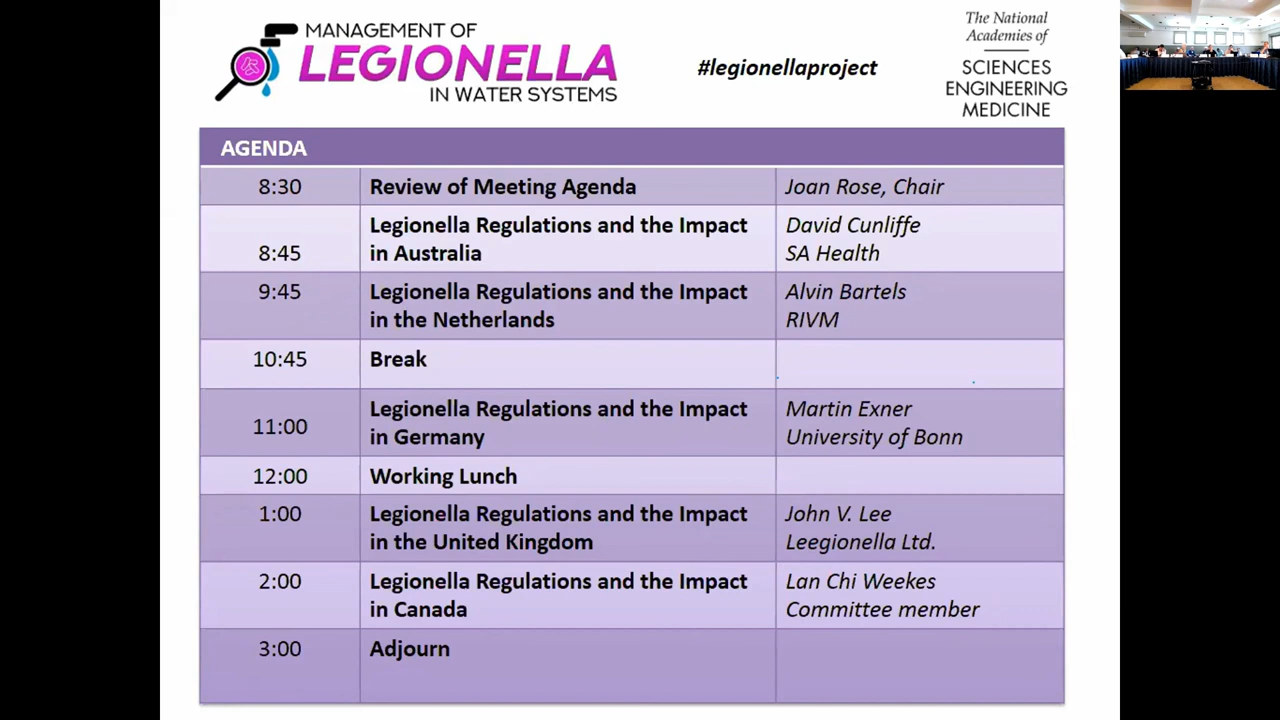 MANAGEMENT OF
LEGIONELLA
IN WATER SYSTEMS
#legionellaproject
The National
Academies of
SCIENCES
ENGINEERING
MEDICINE
AGENDA
8:30 Review of Meeting Agenda Joan Rose, Chair
8:45 Legionella Regulations and the Impact
in Australia
David Cunliffe
SA Health
9:45 Legionella Regulations and the Impact
in the Netherlands
Alvin Bartels
RIVM
10:45 Break
11:00 Legionella Regulations and the Impact
in Germany
Martin Exner
University of Bonn
12:00 Working Lunch
1:00 Legionella Regulations and the Impact
in the United Kingdom
John V. Lee
Leegionella Ltd.
2:00 Legionella Regulations and the Impact
in Canada
Lan Chi Weekes
Committee member
3:00 Adjourn